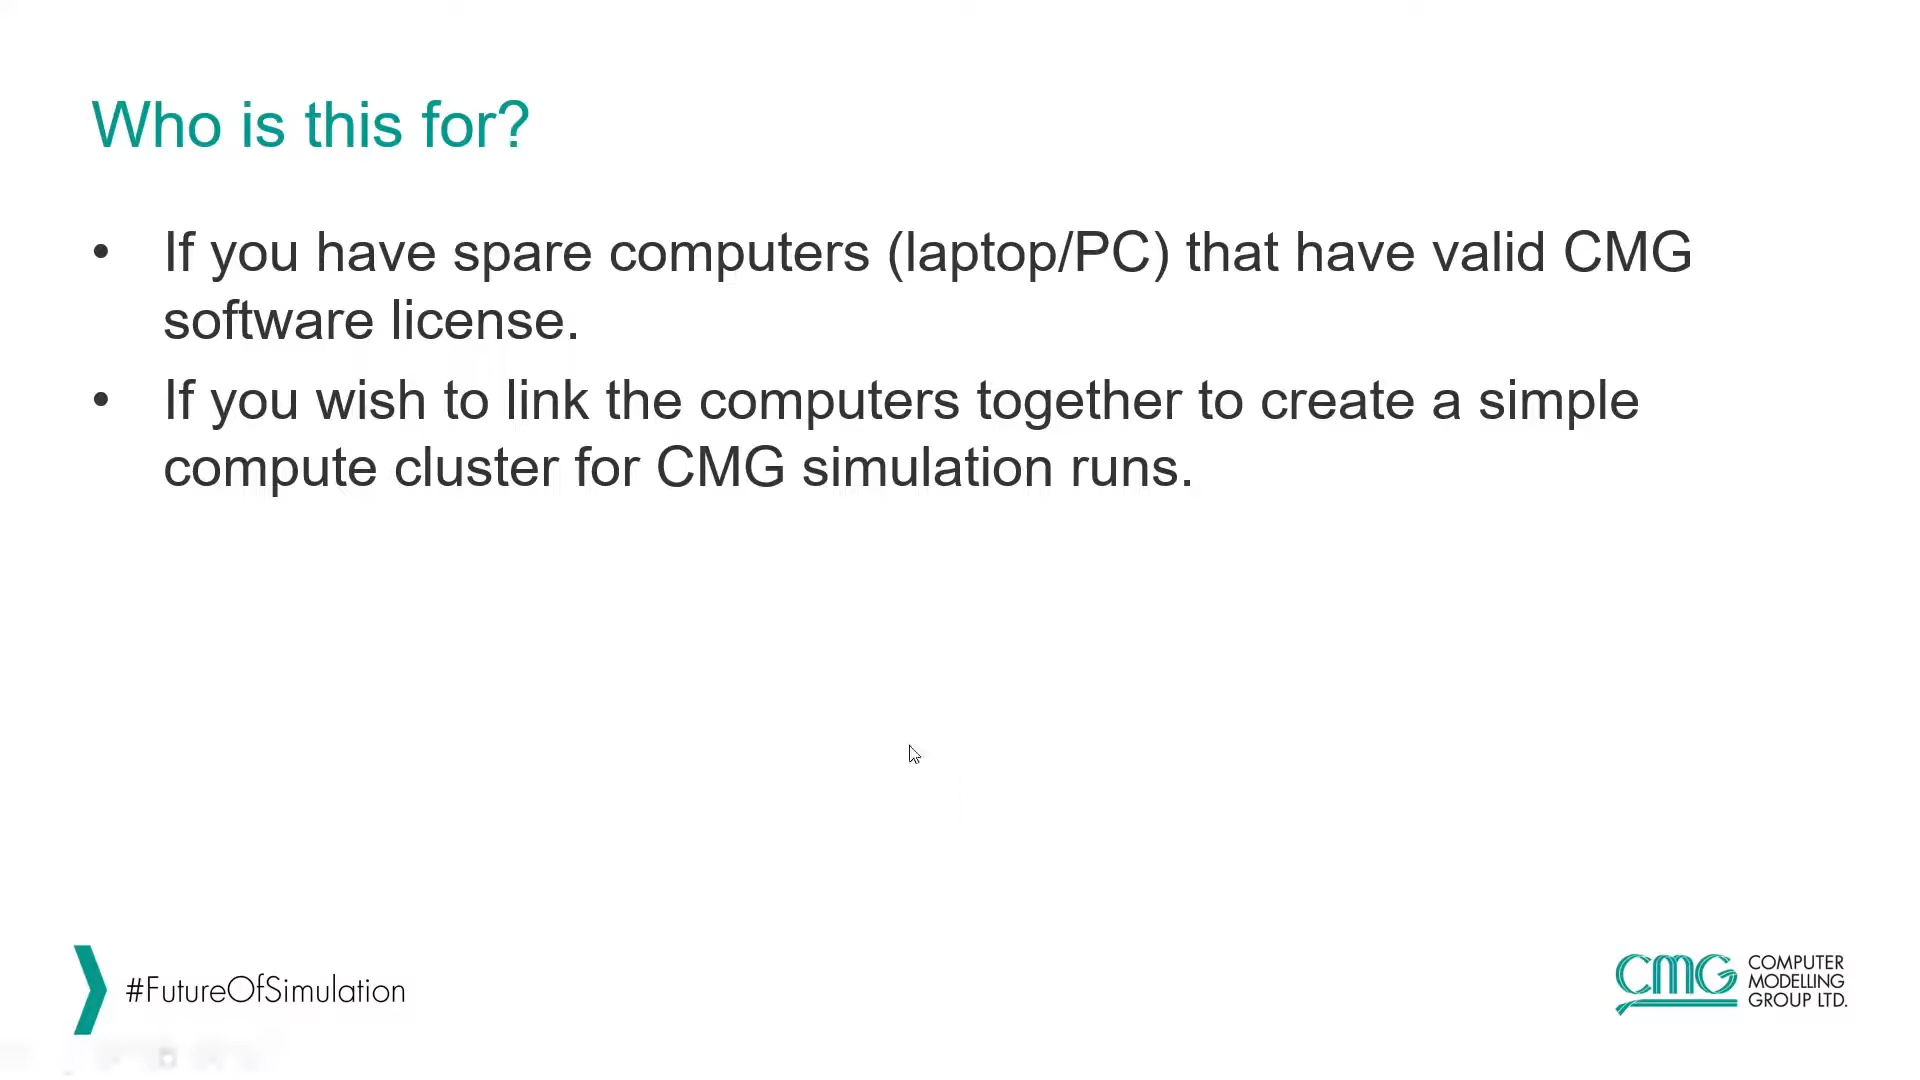 Who is this for?
• If you have spare computers (laptop/PC) that have valid CMG
software license.
• If you wish to link the computers together to create a simple
compute cluster for CMG simulation runs.
#FutureOfSimulation
CMG
COMPUTER
MODELLING
GROUP LTD.